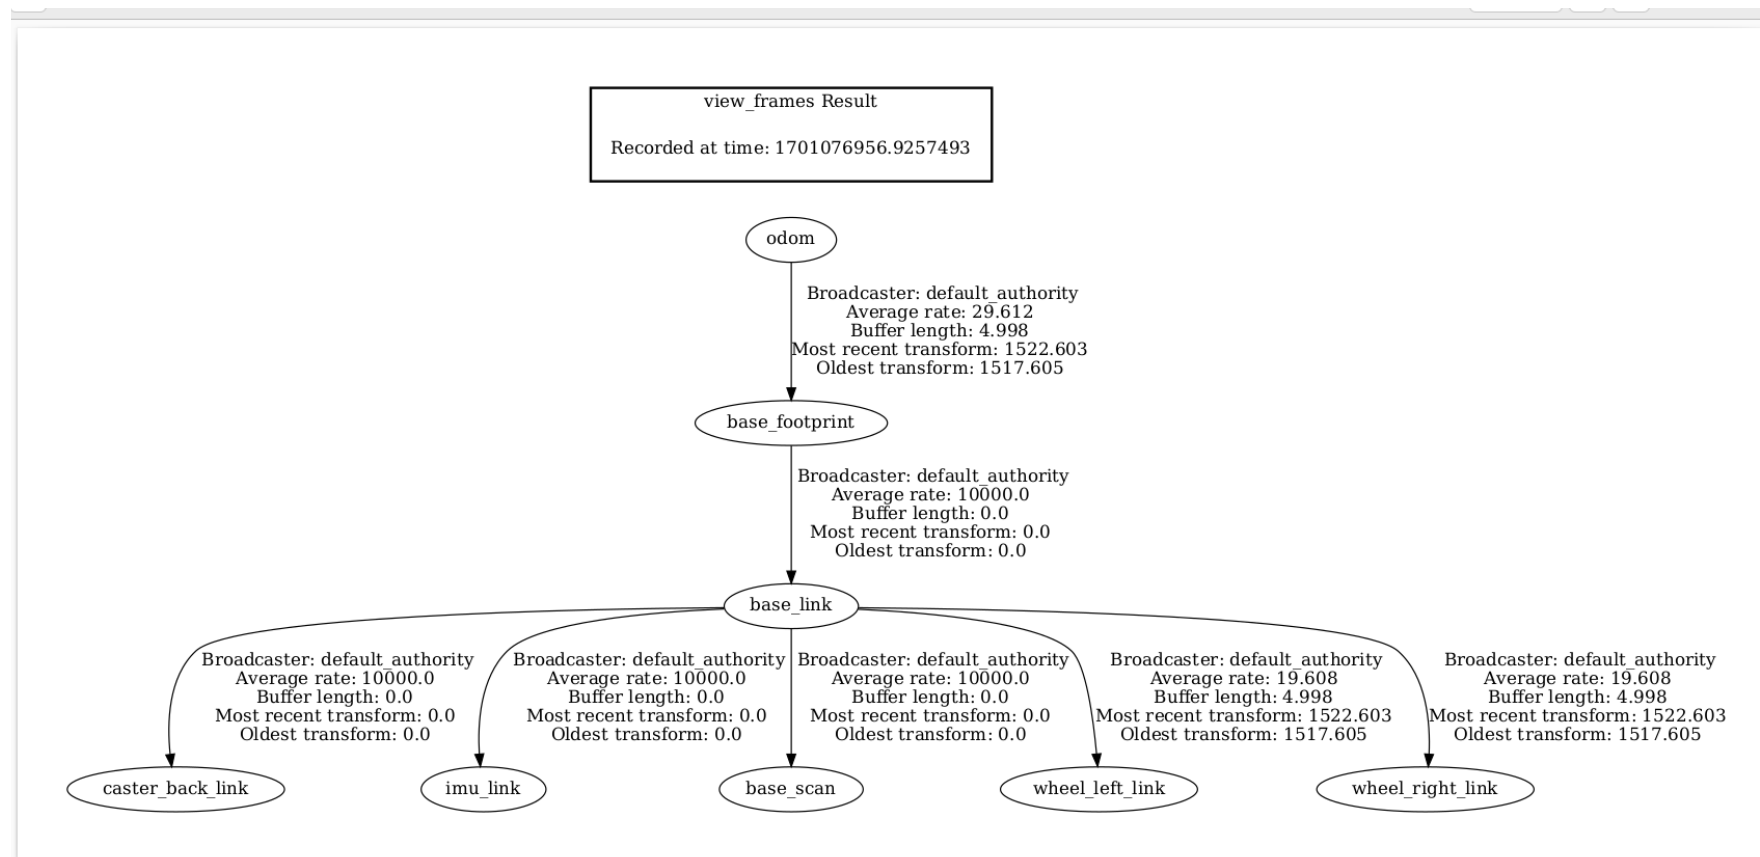 view_frames Result
Recorded at time: 1701076956.9257493
odom
Broadcaster: default_authority
Average rate: 29.612
Buffer length: 4.998
Most recent transform: 1522.603
Oldest transform: 1517.605
base_footprint
Broadcaster: default_authority
Average rate: 10000.0
Buffer length: 0.0
Most recent transform: 0.0
Oldest transform: 0.0
base_link
Broadcaster: default_authority
Average rate: 10000.0
Buffer length: 0.0
Most recent transform: 0.0
Oldest transform: 0.0
Broadcaster: default_authority
Average rate: 10000.0
Buffer length: 0.0
Most recent transform: 0.0
Oldest transform: 0.0
Broadcaster: default_authority
Average rate: 10000.0
Buffer length: 0.0
Most recent transform: 0.0
Oldest transform: 0.0
Broadcaster: default_authority
Average rate: 19.608
Buffer length: 4.998
Most recent transform: 1522.603
Oldest transform: 1517.605
Broadcaster: default_authority
Average rate: 19.608
Buffer length: 4.998
Most recent transform: 1522.603
Oldest transform: 1517.605
caster_back_link
imu_link
base_scan
wheel_left_link
wheel_right_link